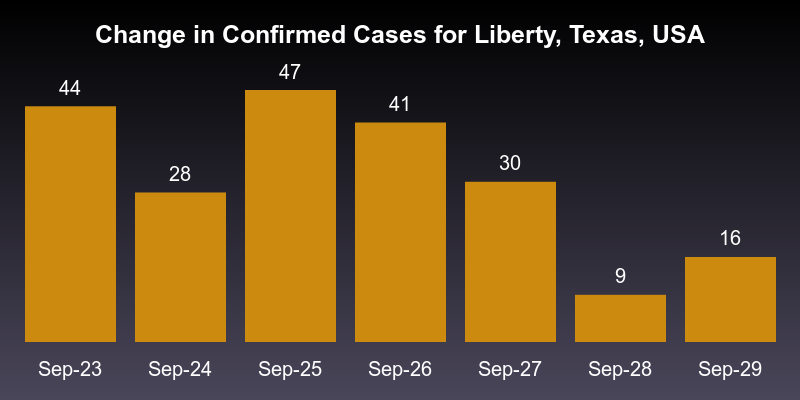 Change in Confirmed Cases for Liberty, Texas, USA
44
28
47
41
30
9
16
Sep-23
Sep-24
Sep-25
Sep-26
Sep-27
Sep-28
Sep-29